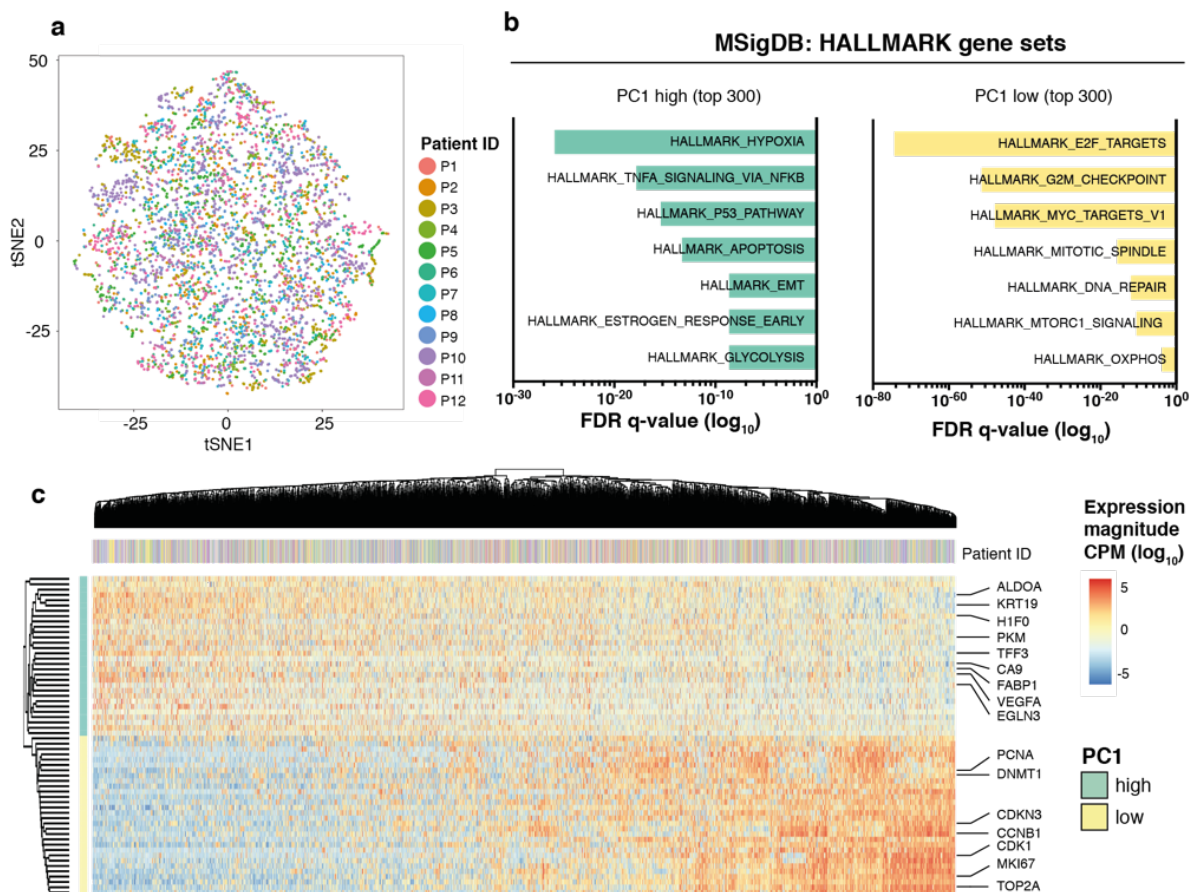 a
50
25
0
-25
tSNE2
-25
0
25
tSNE1
Patient ID
P1
P2
P3
P4
P5
P6
P7
P8
P9
P10
P11
P12
b
MSigDB: HALLMARK gene sets
PC1 high (top 300)
HALLMARK_HYPOXIA
HALLMARK_TNFA_SIGNALING_VIA_NFKB
HALLMARK_P53_PATHWAY
HALLMARK_APOPTOSIS
HALLMARK_EMT
HALLMARK_ESTROGEN_RESPONSE_EARLY
HALLMARK_GLYCOLYSIS
10-30 10-20 10-10 100
FDR q-value (log10)
PC1 low (top 300)
HALLMARK_E2F_TARGETS
HALLMARK_G2M_CHECKPOINT
HALLMARK_MYC_TARGETS_V1
HALLMARK_MITOTIC_SPINDLE
HALLMARK_DNA_REPAIR
HALLMARK_MTORC1_SIGNALING
HALLMARK_OXPHOS
10-80 10-60 10-40 10-20 100
FDR q-value (log10)
c
Patient ID
ALDOA
KRT19
H1F0
PKM
TFF3
CA9
FABP1
VEGFA
EGLN3
PCNA
DNMT1
CDKN3
CCNB1
CDK1
MKI67
TOP2A
Expression
magnitude
CPM (log10)
5
0
-5
PC1
high
low